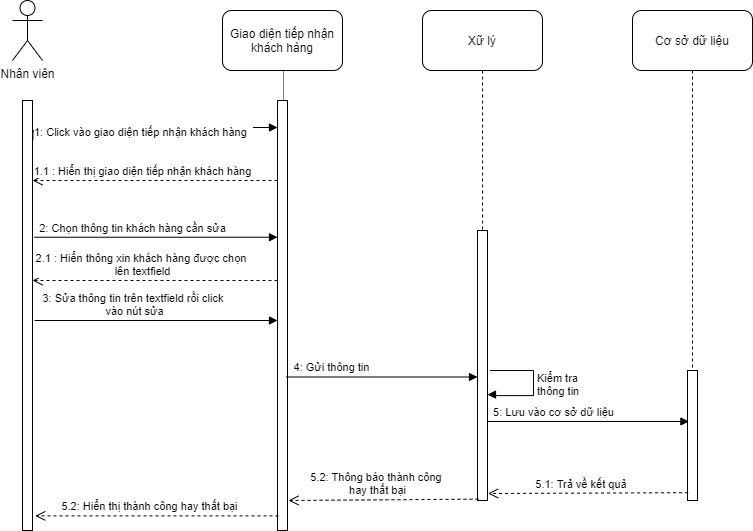 Nhân viên
Giao diện tiếp nhận
khách hàng
Xữ lý
Cơ sở dữ liệu
1: Click vào giao diện tiếp nhận khách hàng
1.1 : Hiển thị giao diện tiếp nhận khách hàng
2: Chọn thông tin khách hàng cần sửa
2.1 : Hiển thông xin khách hàng được chọn
lên textfield
3: Sửa thông tin trên textfield rồi click
vào nút sửa
4: Gửi thông tin
Kiểm tra
thông tin
5: Lưu vào cơ sở dữ liệu
5.2: Thông báo thành công
hay thất bại
5.1: Trả về kết quả
5.2: Hiển thị thành công hay thất bại